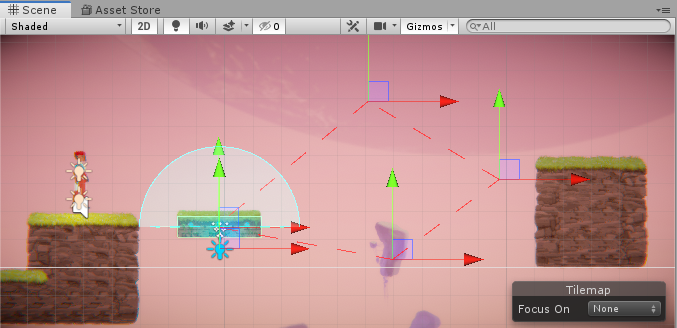 Scene
Asset Store
Shaded
2D
0
Gizmos
All
Tilemap
Focus On
None